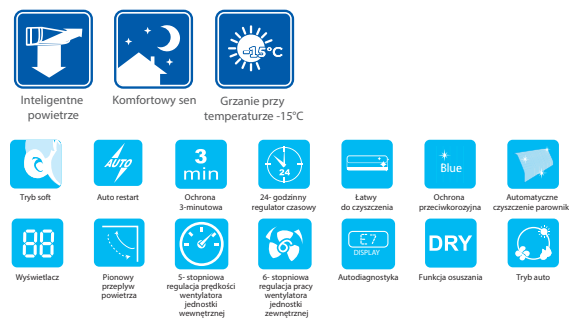 -15°C
Inteligentne
powietrze
Komfortowy sen
Grzanie przy
temperaturze -15°C
AUTO
3
min
24
Blue
Tryb soft
Auto restart
Ochrona
3-minutowa
24- godzinny
regulator czasowy
Łatwy
do czyszczenia
Ochrona
przeciwkorozyjna
Automatyczne
czyszczenie parownik
88
E.7
DISPLAY
DRY
Wyświetlacz
Pionowy
przepływ
powietrza
5- stopniowa
regulacja prędkości
wentylatora
jednostki
wewnętrznej
6- stopniowa
regulacja pracy
wentylatora
jednostki
zewnętrznej
Autodiagnostyka
Funkcja osuszania
Tryb auto